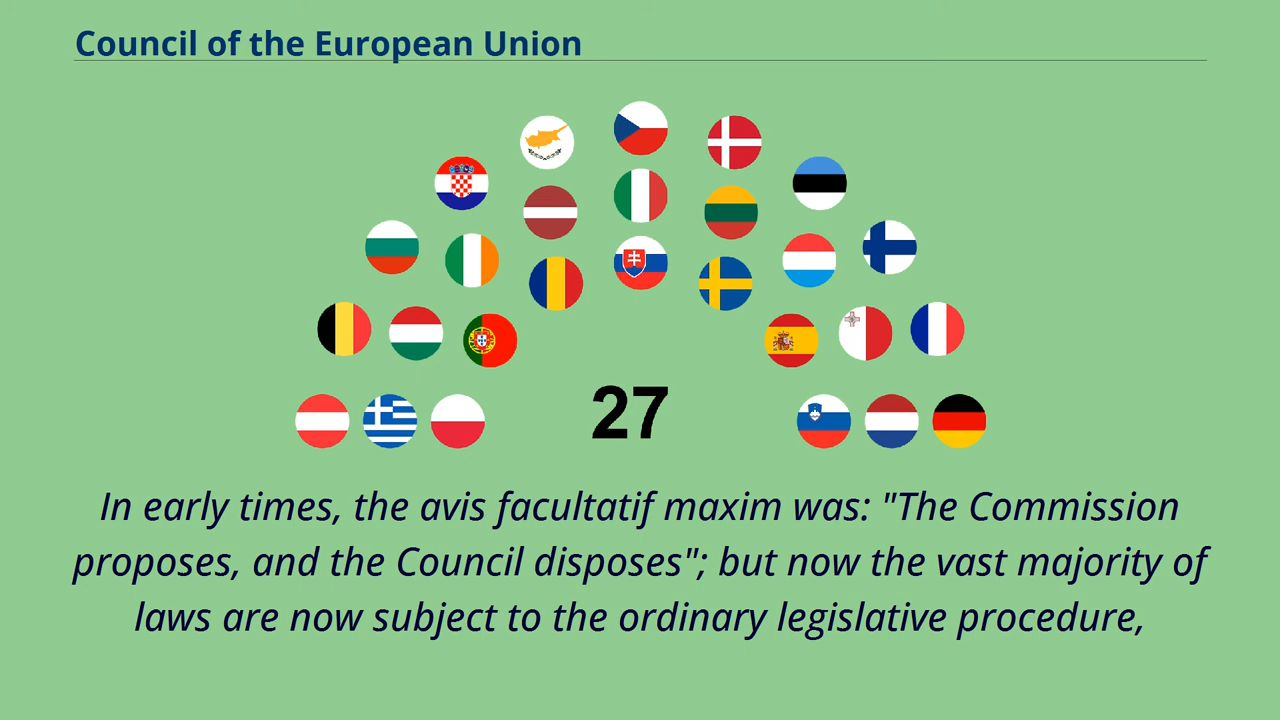 Council of the European Union
27
In early times, the avis facultatif maxim was: "The Commission
proposes, and the Council disposes"; but now the vast majority of
laws are now subject to the ordinary legislative procedure,